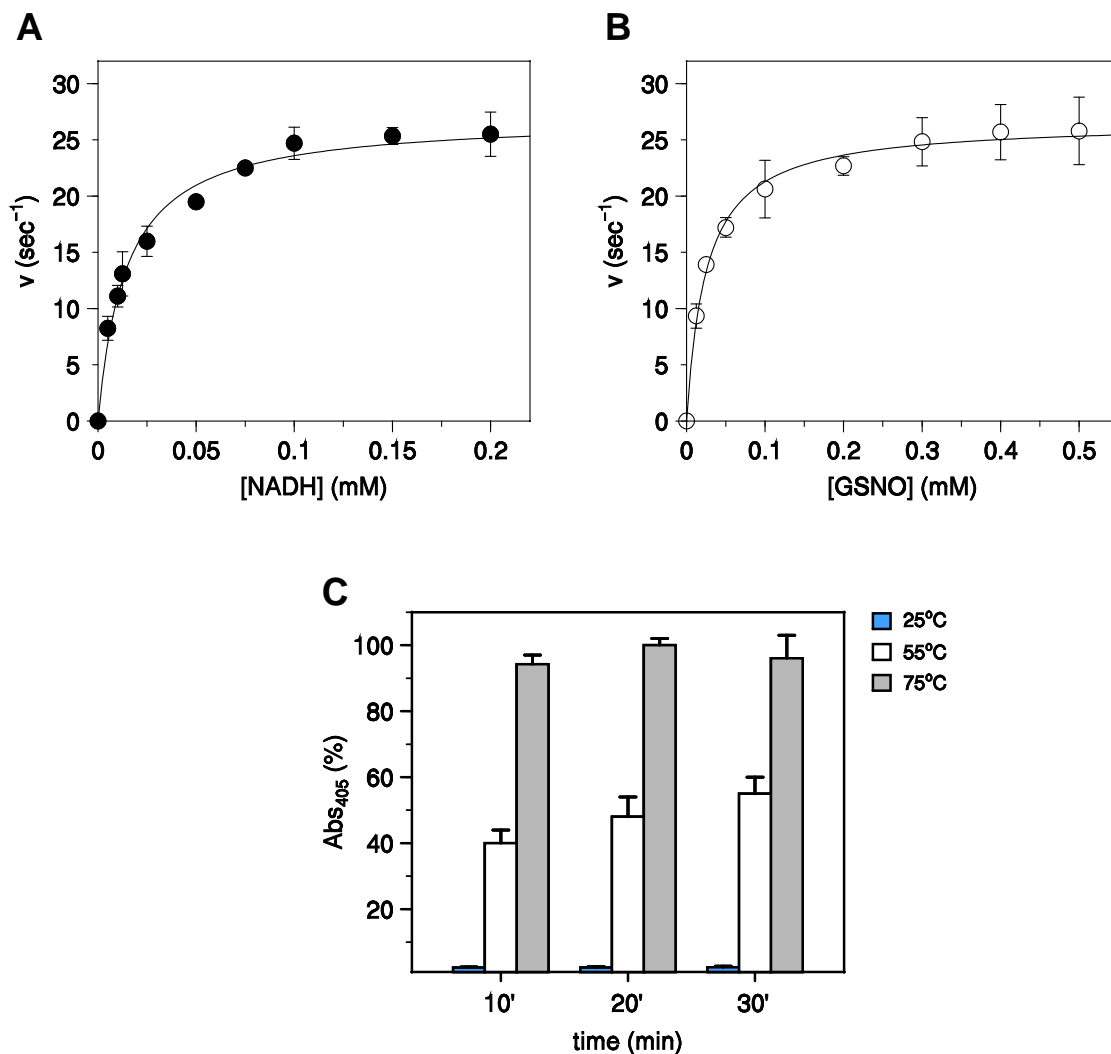 A
v (sec⁻¹)
30
25
20
15
10
5
0
0 0.05 0.1 0.15 0.2
[NADH] (mM)
B
v (sec⁻¹)
30
25
20
15
10
5
0
0 0.1 0.2 0.3 0.4 0.5
[GSNO] (mM)
C
Abs₄₀₅ (%)
100
80
60
40
20
10' 20' 30'
time (min)
25ºC
55ºC
75ºC